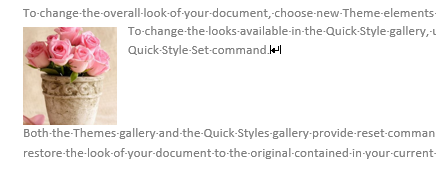 To change the overall look of your document, choose new Theme elements
To change the looks available in the Quick Style gallery,
Quick Style Set command.
Both the Themes gallery and the Quick Styles gallery provide reset
restore the look of your document to the original contained in your current